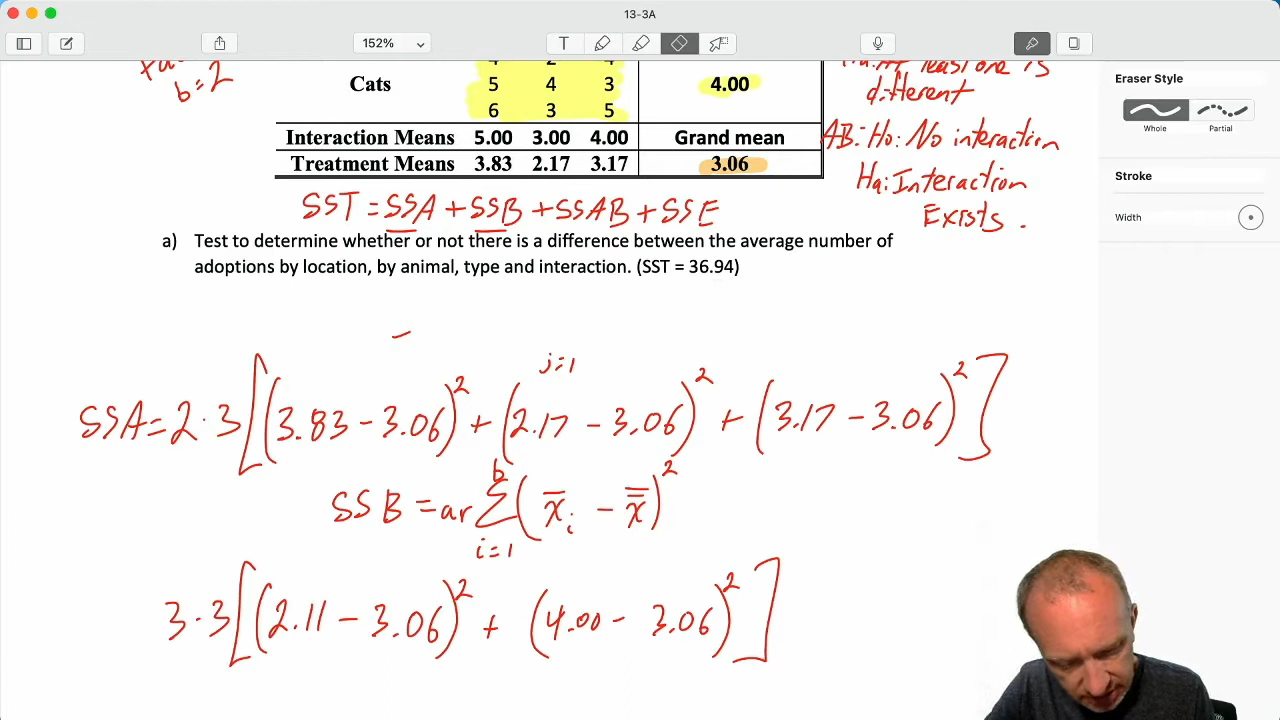 13-3A
152%
T
b=2
Cats
5 4 3
4.00
6 3 5
Interaction Means 5.00 3.00 4.00 Grand mean
Treatment Means 3.83 2.17 3.17 3.06
least one is
different
AB: Ho: No interaction
Ha: Interaction
Exists.
SST = SSA + SSB + SSAB + SSE
a) Test to determine whether or not there is a difference between the average number of
adoptions by location, by animal, type and interaction. (SST = 36.94)
j=1
SSA = 2·3[(3.83 - 3.06)² + (2.17 - 3.06)² + (3.17 - 3.06)²]
SSB = ar Σ_{i=1}^{b} (x̄ᵢ - x̿)²
3·3[(2.11 - 3.06)² + (4.00 - 3.06)²]
Eraser Style
Whole Partial
Stroke
Width